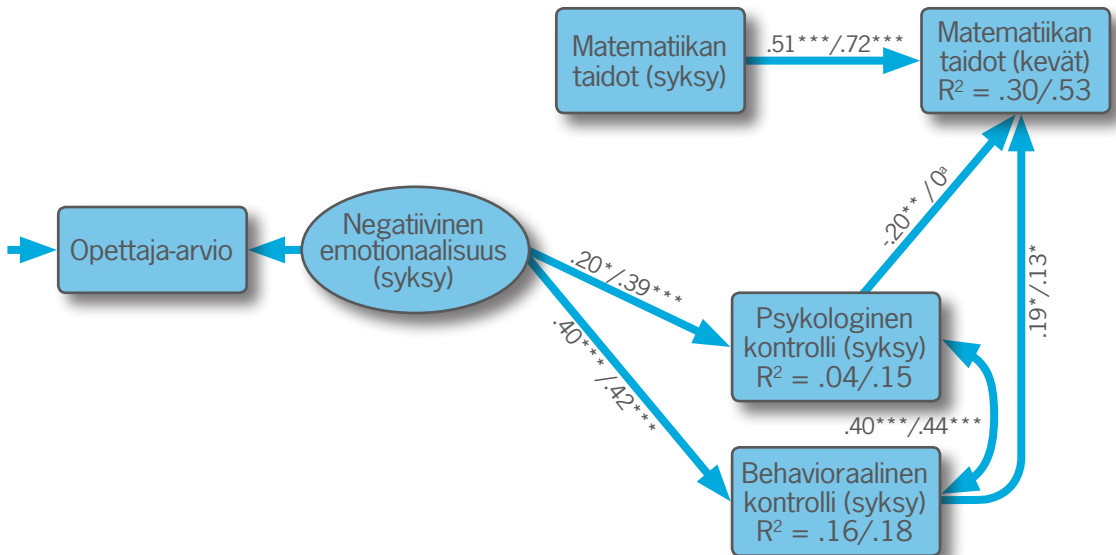 Matematiikan
taidot (syksy)
.51***/.72***
Matematiikan
taidot (kevät)
R² = .30/.53
Opettaja-arvio
Negatiivinen
emotionaalisuus
(syksy)
.20*/.39***
.40***/.42***
-.20** /0ᵃ
.19*/.13*
Psykologinen
kontrolli (syksy)
R² = .04/.15
.40***/.44***
Behavioraalinen
kontrolli (syksy)
R² = .16/.18